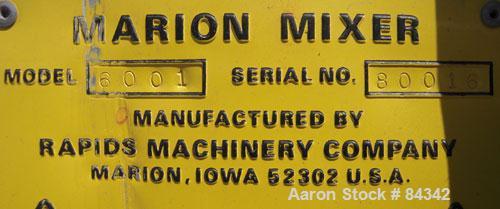 MARION MIXER
MODEL 6001 SERIAL NO. 80016
MANUFACTURED BY
RAPIDS MACHINERY COMPANY
MARION, IOWA 52302 U.S.A.
Aaron Stock # 84342